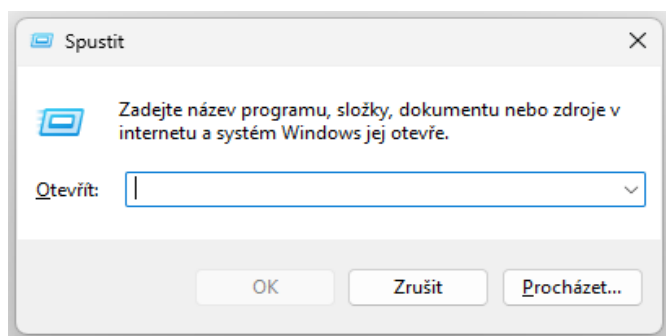 Spustit
Zadejte název programu, složky, dokumentu nebo zdroje v
internetu a systém Windows jej otevře.
Otevřít:
OK
Zrušit
Procházet...